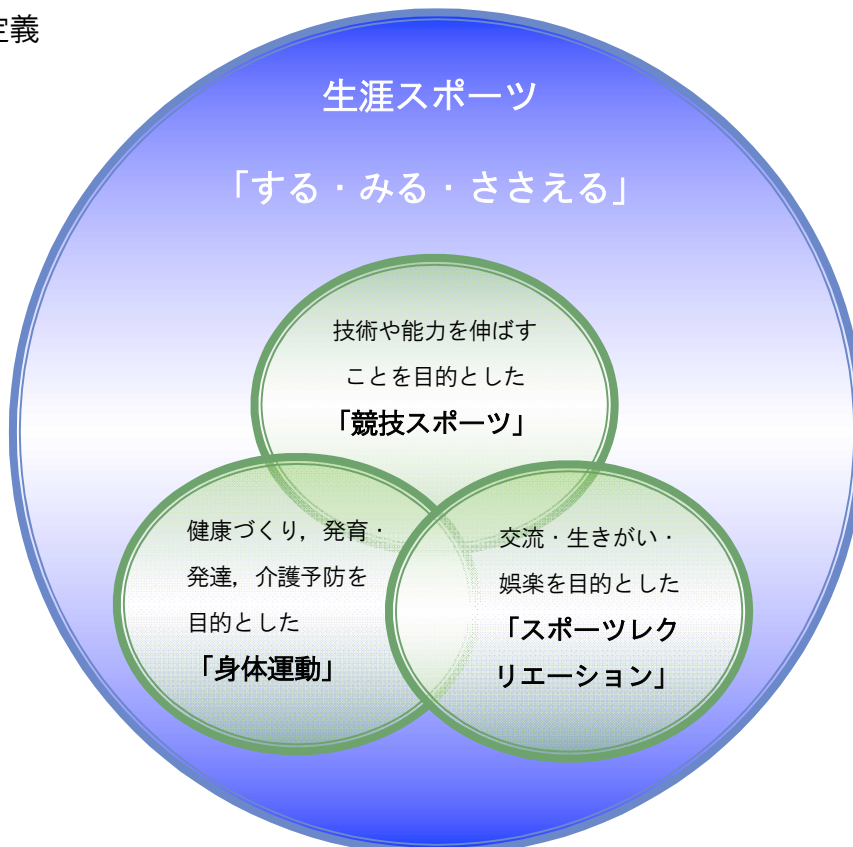 定義
生涯スポーツ
「する・みる・ささえる」
技術や能力を伸ばす
ことを目的とした
「競技スポーツ」
健康づくり，発育・
発達，介護予防を
目的とした
「身体運動」
交流・生きがい・
娯楽を目的とした
「スポーツレク
リエーション」